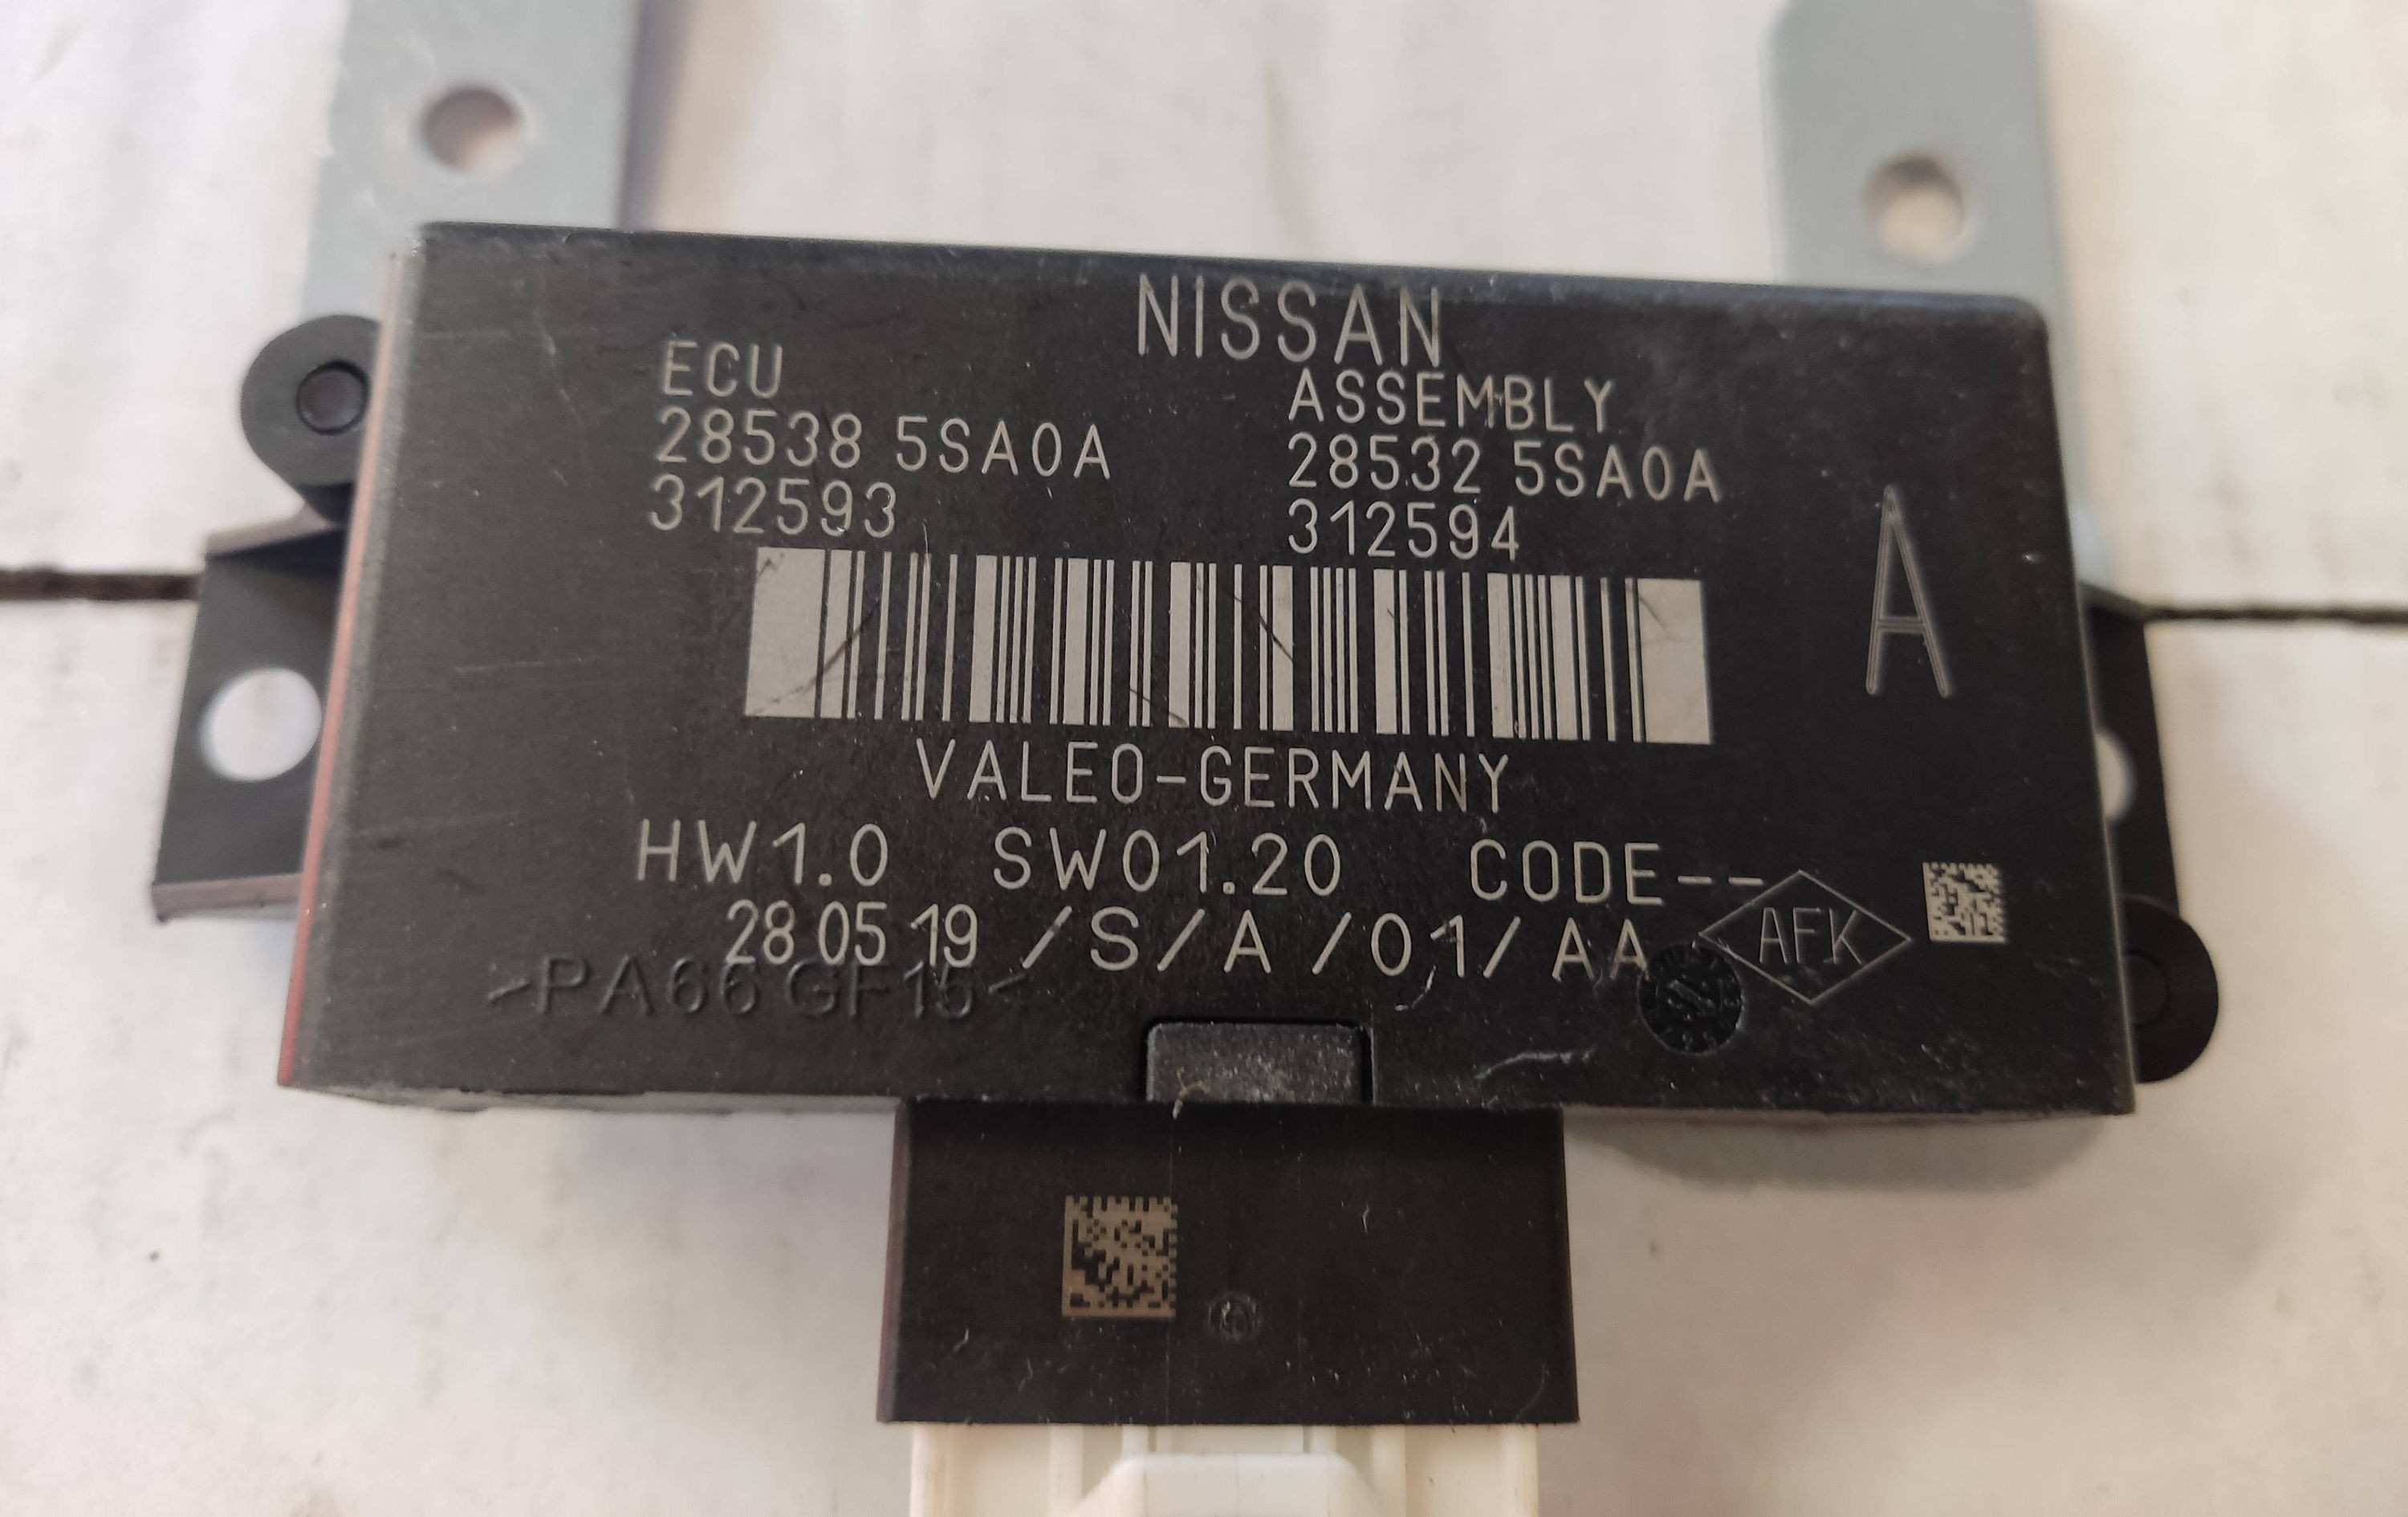 NISSAN
ECU
28538 5SA0A
312593
ASSEMBLY
28532 5SA0A
312594
A
VALEO-GERMANY
HW1.0 SW01.20 CODE--
28 05 19 /S/A/01/AA
AFK
>PA66 GF15<